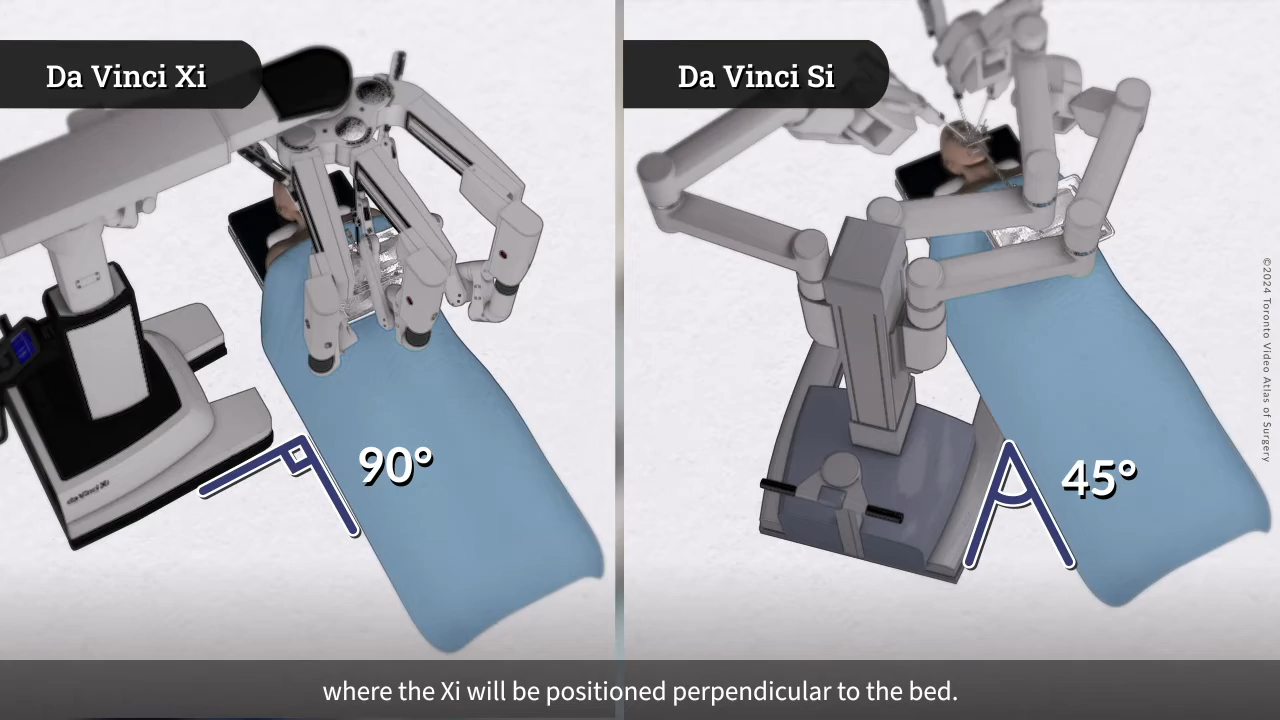 Da Vinci Xi
Da Vinci Si
©2024 Toronto Video Atlas of Surgery
90°
45°
da Vinci Xi
where the Xi will be positioned perpendicular to the bed.